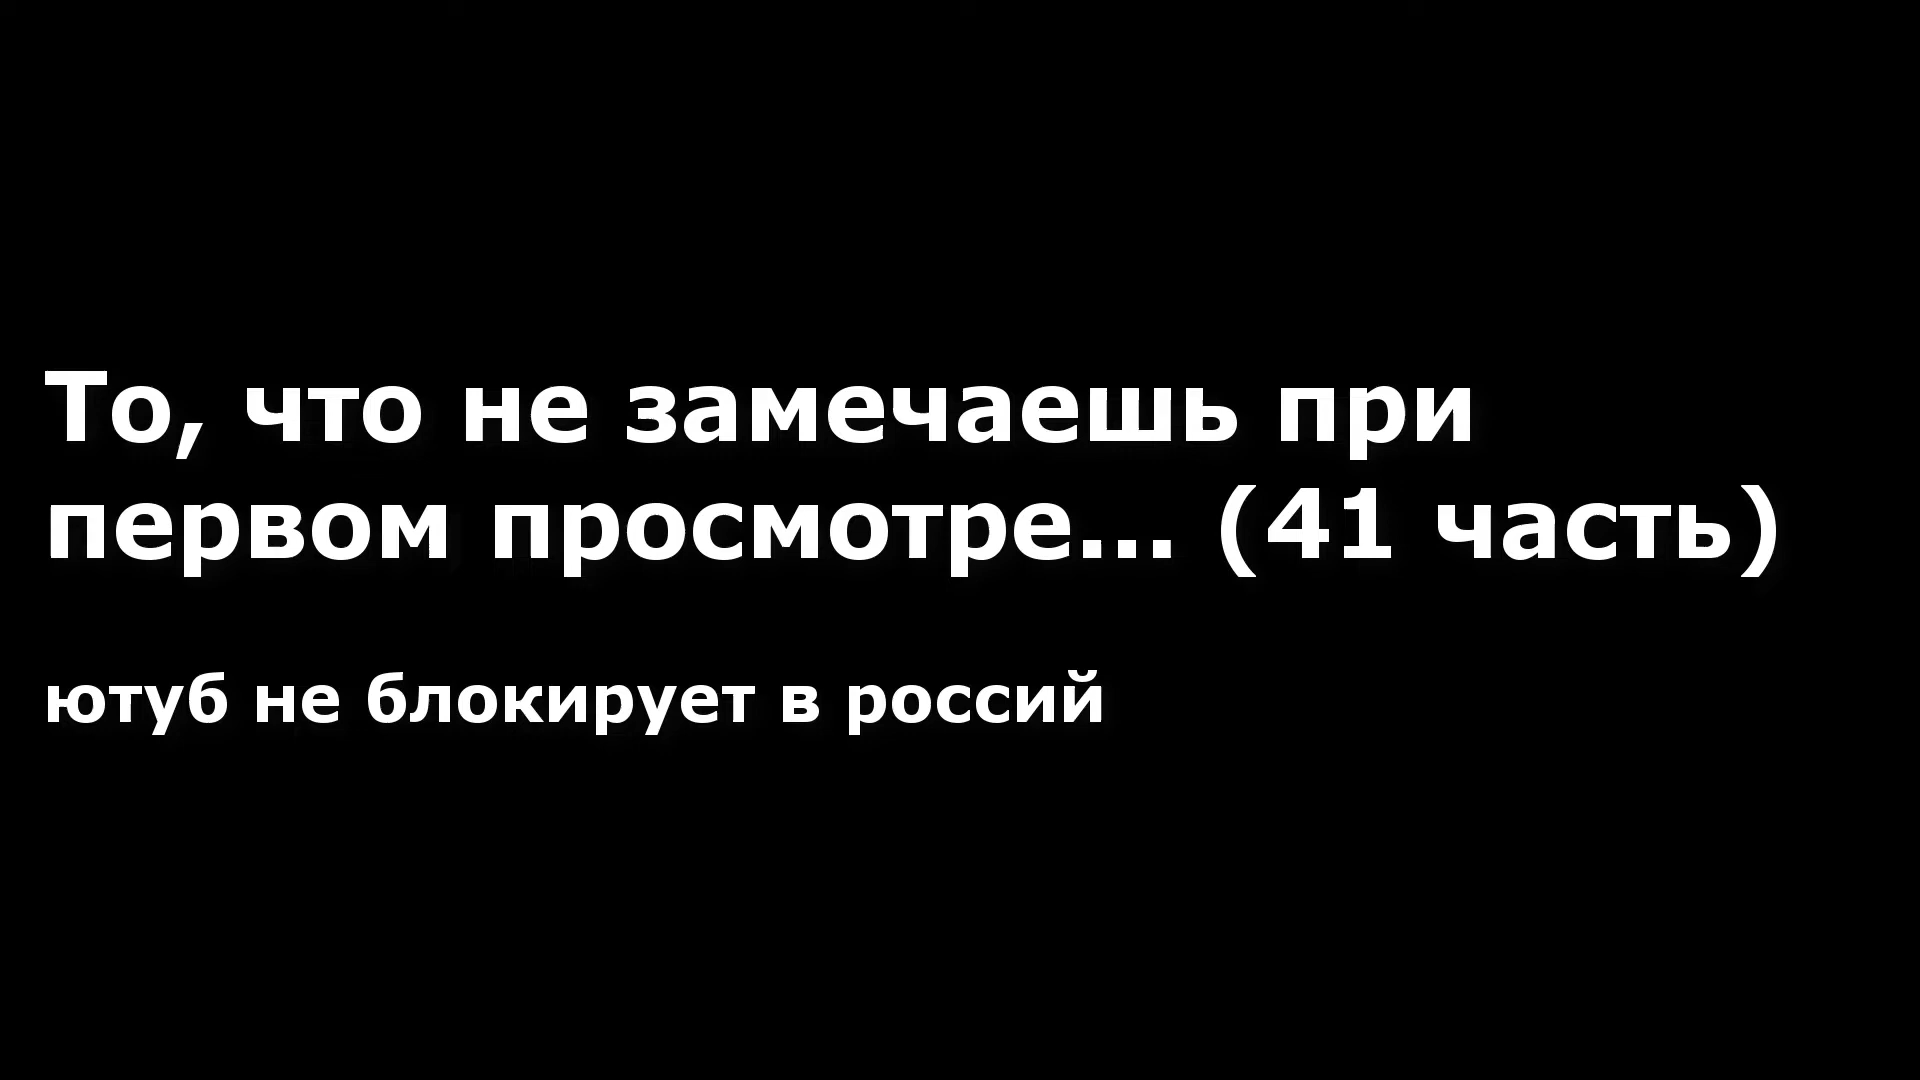 То, что не замечаешь при
первом просмотре... (41 часть)
ютуб не блокирует в россий